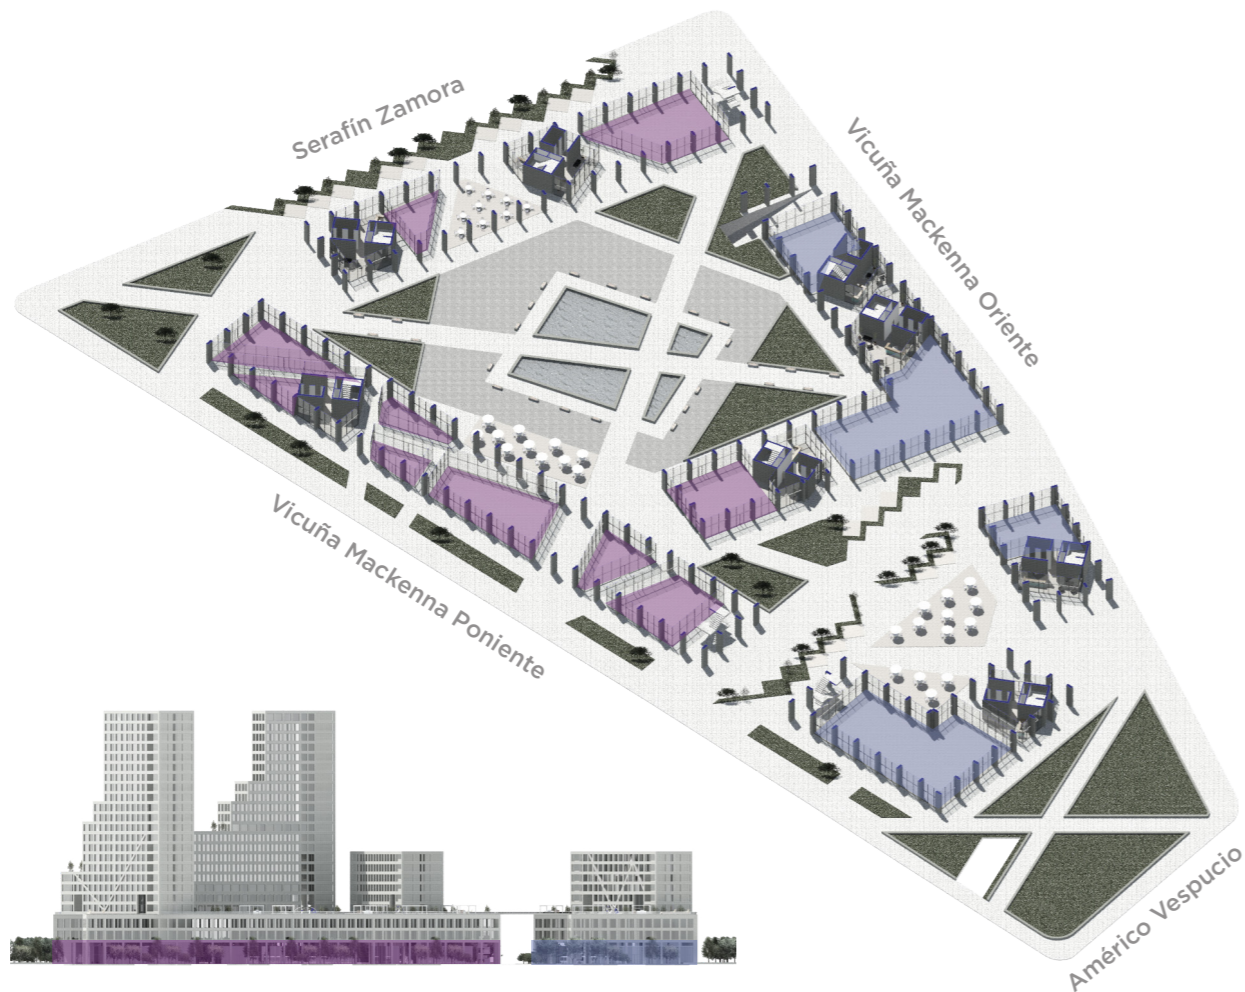 Serafín Zamora
Vicuña Mackenna Oriente
Vicuña Mackenna Poniente
Américo Vespucio